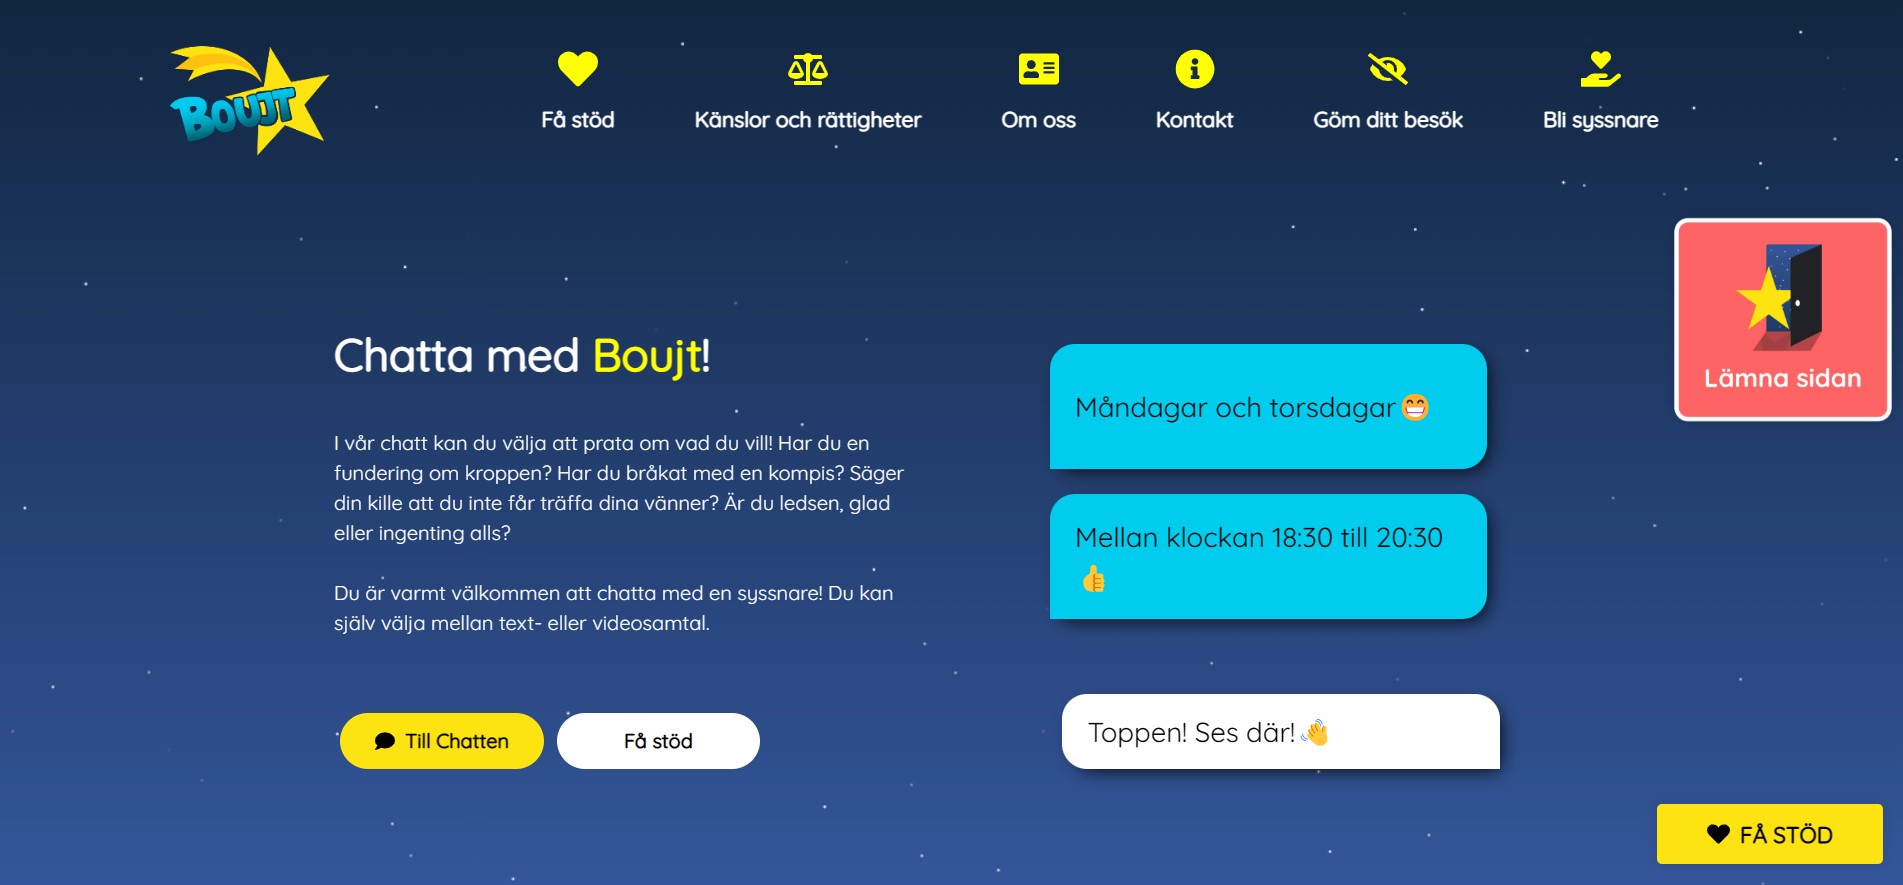 BOUJT
Få stöd
Känslor och rättigheter
Om oss
Kontakt
Göm ditt besök
Bli syssnare
Lämna sidan
Chatta med Boujt!
I vår chatt kan du välja att prata om vad du vill! Har du en
fundering om kroppen? Har du bråkat med en kompis? Säger
din kille att du inte får träffa dina vänner? Är du ledsen, glad
eller ingenting alls?
Du är varmt välkommen att chatta med en syssnare! Du kan
själv välja mellan text- eller videosamtal.
Till Chatten
Få stöd
Måndagar och torsdagar😁
Mellan klockan 18:30 till 20:30
👍
Toppen! Ses där!👋
FÅ STÖD